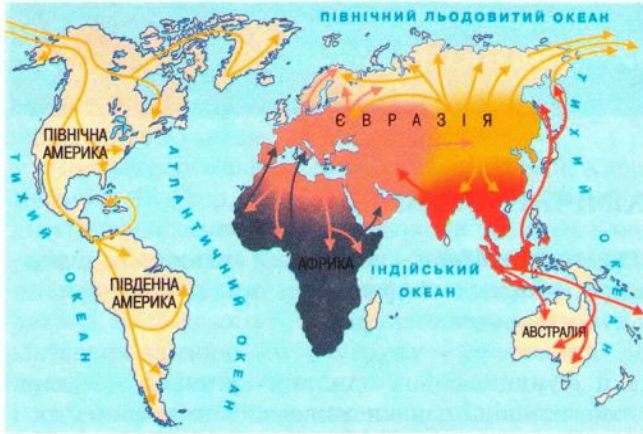 ПІВНІЧНИЙ ЛЬОДОВИТИЙ ОКЕАН
ПІВНІЧНА
АМЕРИКА
ТИХИЙ ОКЕАН
АТЛАНТИЧНИЙ ОКЕАН
ЄВРАЗІЯ
ТИХИЙ ОКЕАН
АФРИКА
ІНДІЙСЬКИЙ
ОКЕАН
ПІВДЕННА
АМЕРИКА
АВСТРАЛІЯ